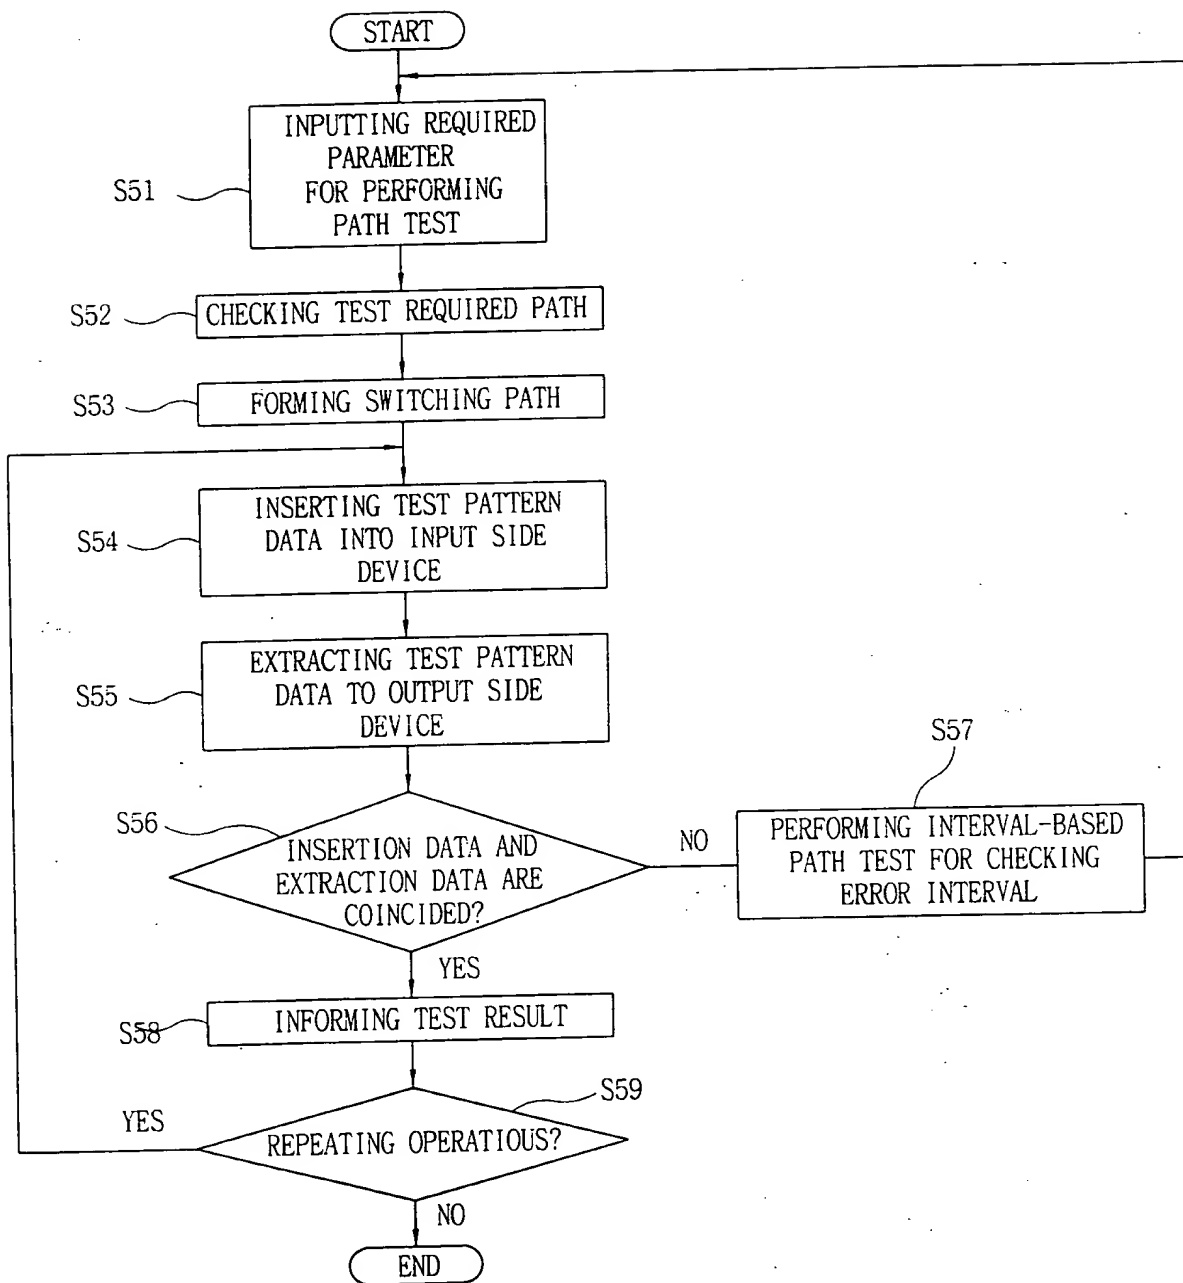 START
INPUTTING REQUIRED
PARAMETER
FOR PERFORMING
PATH TEST
S51
CHECKING TEST REQUIRED PATH
S52
FORMING SWITCHING PATH
S53
INSERTING TEST PATTERN
DATA INTO INPUT SIDE
DEVICE
S54
EXTRACTING TEST PATTERN
DATA TO OUTPUT SIDE
DEVICE
S55
S56
INSERTION DATA AND
EXTRACTION DATA ARE
COINCIDED?
NO
S57
PERFORMING INTERVAL-BASED
PATH TEST FOR CHECKING
ERROR INTERVAL
YES
S58
INFORMING TEST RESULT
S59
YES
REPEATING OPERATIOUS?
NO
END